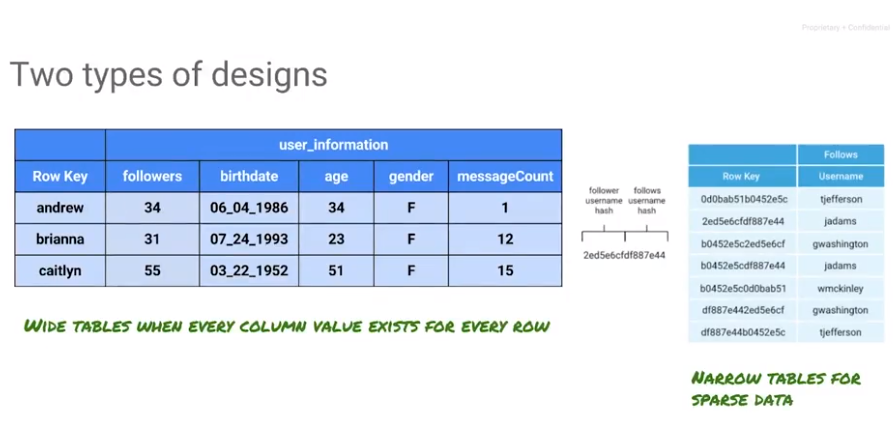 Proprietary + Confidential
Two types of designs
user_information
Row Key followers birthdate age gender messageCount
andrew 34 06_04_1986 34 F 1
brianna 31 07_24_1993 23 F 12
caitlyn 55 03_22_1952 51 F 15
WIDE TABLES WHEN EVERY COLUMN VALUE EXISTS FOR EVERY ROW
follower follows
username username
hash hash
2ed5e6cfdf887e44
Follows
Row Key Username
0d0bab51b0452e5c tjefferson
2ed5e6cfdf887e44 jadams
b0452e5c2ed5e6cf gwashington
b0452e5cdf887e44 jadams
b0452e5c0d0bab51 wmckinley
df887e442ed5e6cf gwashington
df887e44b0452e5c tjefferson
NARROW TABLES FOR
SPARSE DATA